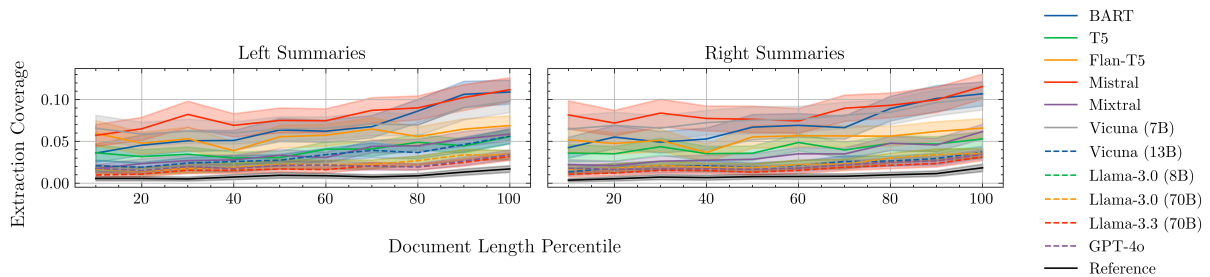 Left Summaries
Right Summaries
Extraction Coverage
0.10
0.05
0.00
20
40
60
80
100
20
40
60
80
100
Document Length Percentile
BART
T5
Flan-T5
Mistral
Mixtral
Vicuna (7B)
Vicuna (13B)
Llama-3.0 (8B)
Llama-3.0 (70B)
Llama-3.3 (70B)
GPT-4o
Reference